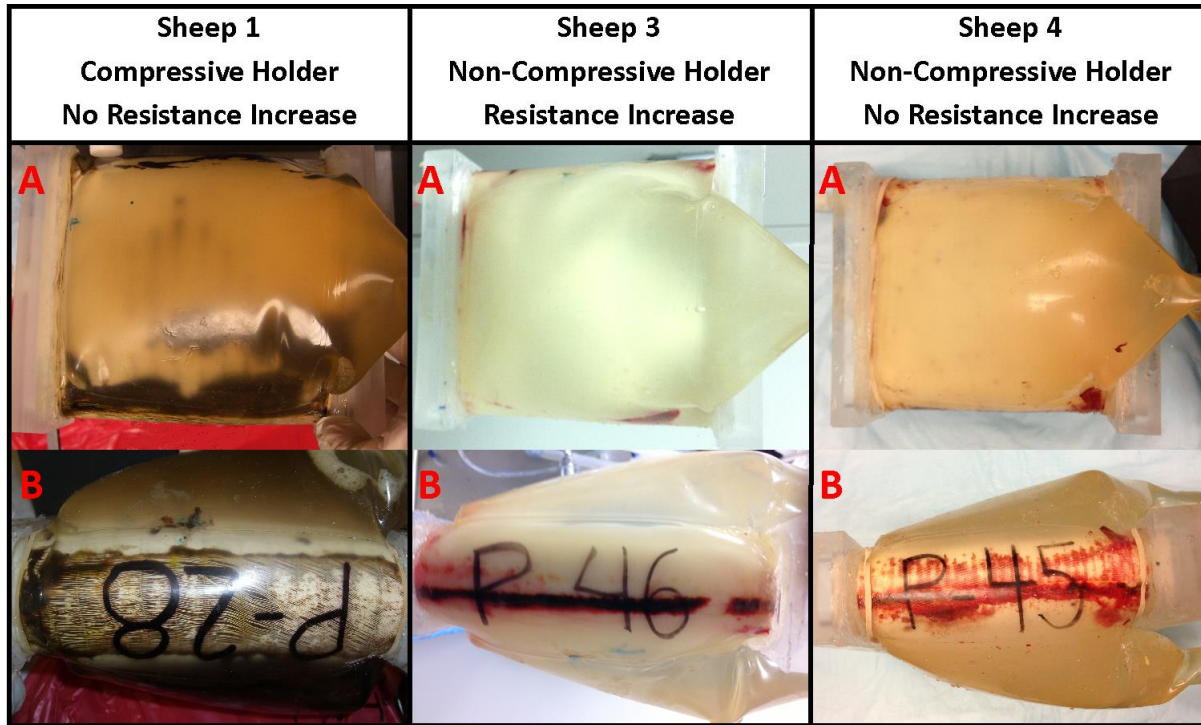 Sheep 1
Compressive Holder
No Resistance Increase
Sheep 3
Non-Compressive Holder
Resistance Increase
Sheep 4
Non-Compressive Holder
No Resistance Increase
A
A
A
B
B
B
P-28
P-46
P-45